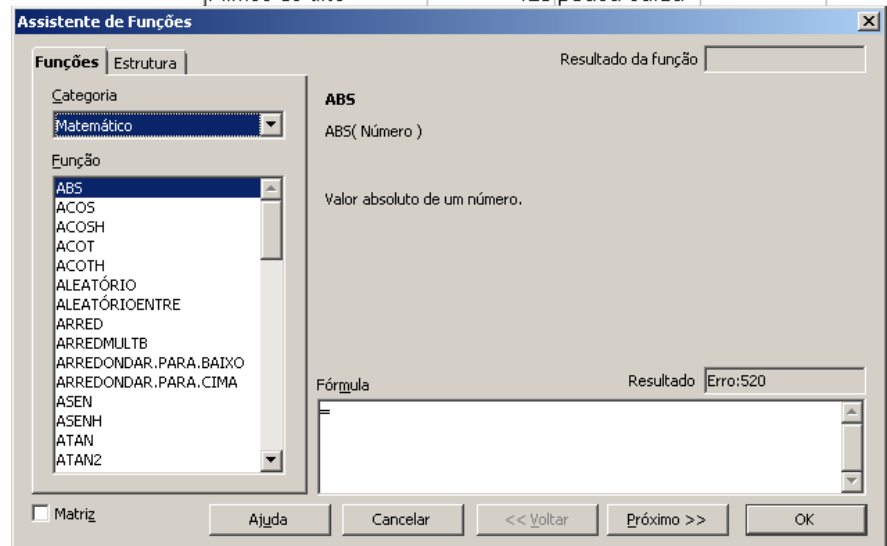 Assistente de Funções
Funções Estrutura
Resultado da função
Categoria
Matemático
Função
ABS
ACOS
ACOSH
ACOT
ACOTH
ALEATÓRIO
ALEATÓRIOENTRE
ARRED
ARREDMULTB
ARREDONDAR.PARA.BAIXO
ARREDONDAR.PARA.CIMA
ASEN
ASENH
ATAN
ATAN2
ABS
ABS( Número )
Valor absoluto de um número.
Fórmula
Resultado Erro:520
=
Matriz
Ajuda
Cancelar
<< Voltar
Próximo >>
OK